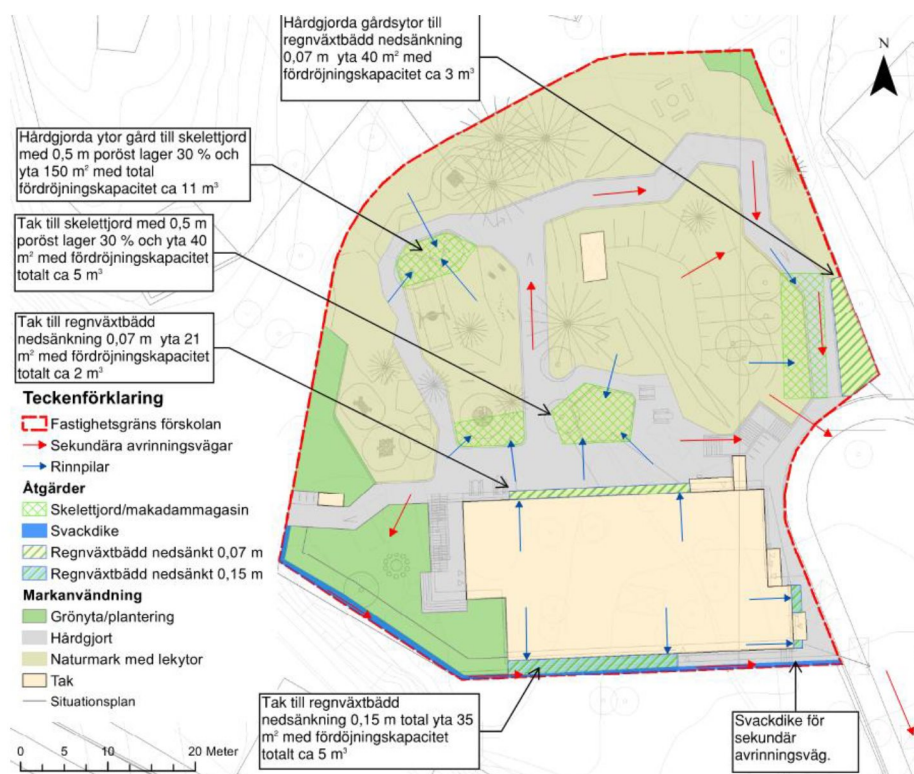 Hårdgjorda gårdsytor till
regnväxtbädd nedsänkning
0,07 m  yta 40 m² med
fördröjningskapacitet ca 3 m³
N
Hårdgjorda ytor gård till skelettjord
med 0,5 m poröst lager 30 % och
yta 150 m² med total
fördröjningskapacitet ca 11 m³
Tak till skelettjord med 0,5 m
poröst lager 30 % och yta 40
m² med fördröjningskapacitet
totalt ca 5 m³
Tak till regnväxtbädd
nedsänkning 0,07 m  yta 21
m² med fördröjningskapacitet
totalt ca 2 m³
Teckenförklaring
Fastighetsgräns förskolan
Sekundära avrinningsvägar
Rinnpilar
Åtgärder
Skelettjord/makadammagasin
Svackdike
Regnväxtbädd nedsänkt 0,07 m
Regnväxtbädd nedsänkt 0,15 m
Markanvändning
Grönyta/plantering
Hårdgjort
Naturmark med lekytor
Tak
Situationsplan
0 5 10 20 Meter
Tak till regnväxtbädd
nedsänkning 0,15 m total yta 35
m² med fördöjningskapacitet
totalt ca 5 m³
Svackdike för
sekundär
avrinningsväg.